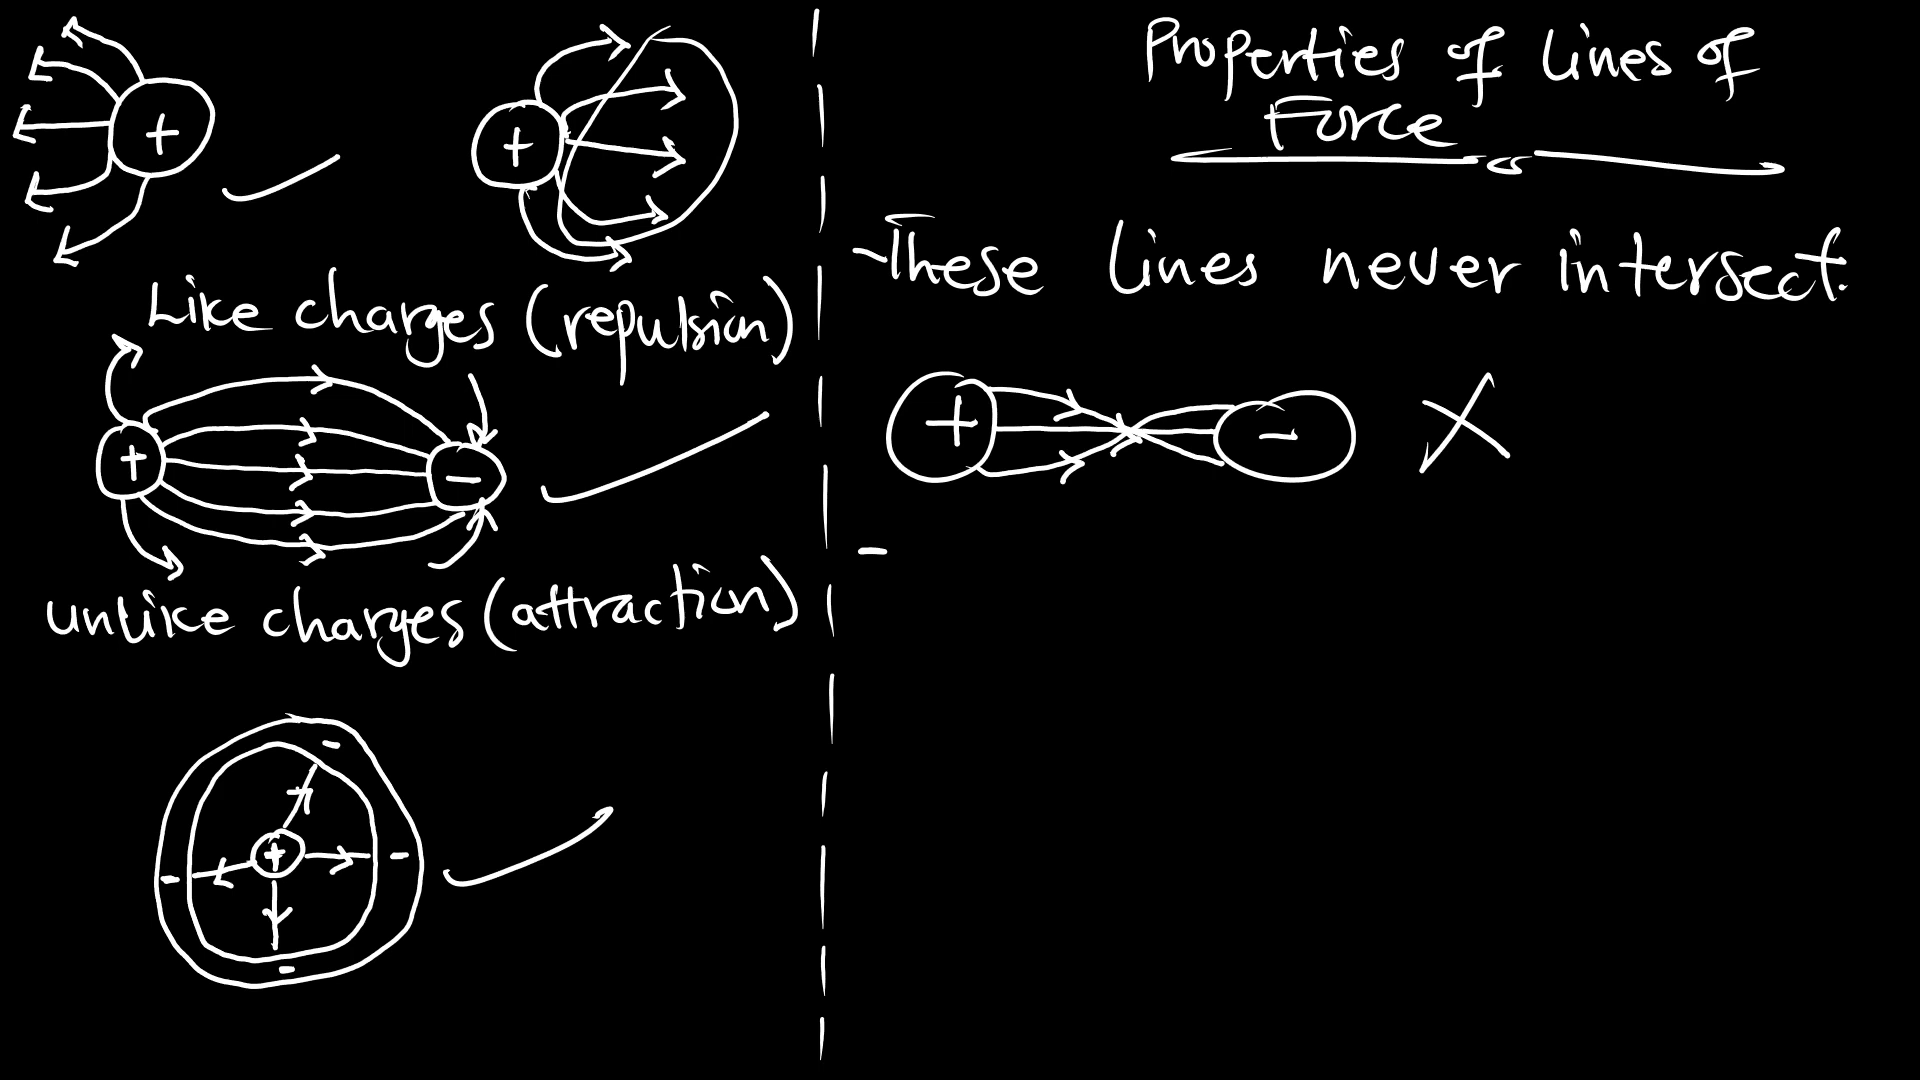 +
+
Like charges (repulsion)
+ -
unlike charges (attraction)
-
- + -
-
Properties of Lines of
Force
- These lines never intersect.
+ -
-